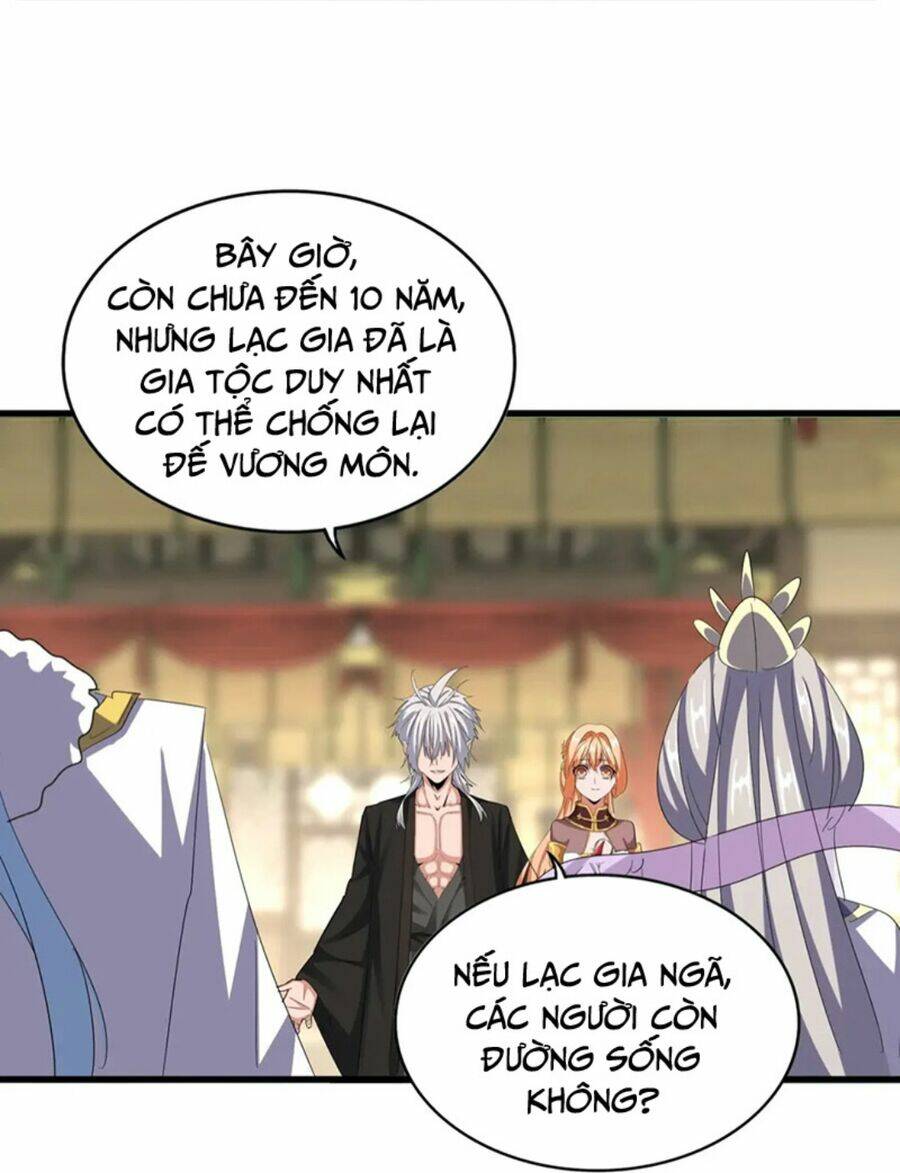 BÂY GIỜ,
CÒN CHƯA ĐẾN 10 NĂM,
NHƯNG LẠC GIA ĐÃ LÀ
GIA TỘC DUY NHẤT
CÓ THỂ CHỐNG LẠI
ĐẾ VƯƠNG MÔN.
NẾU LẠC GIA NGÃ,
CÁC NGƯỜI CÒN
ĐƯỜNG SỐNG
KHÔNG?